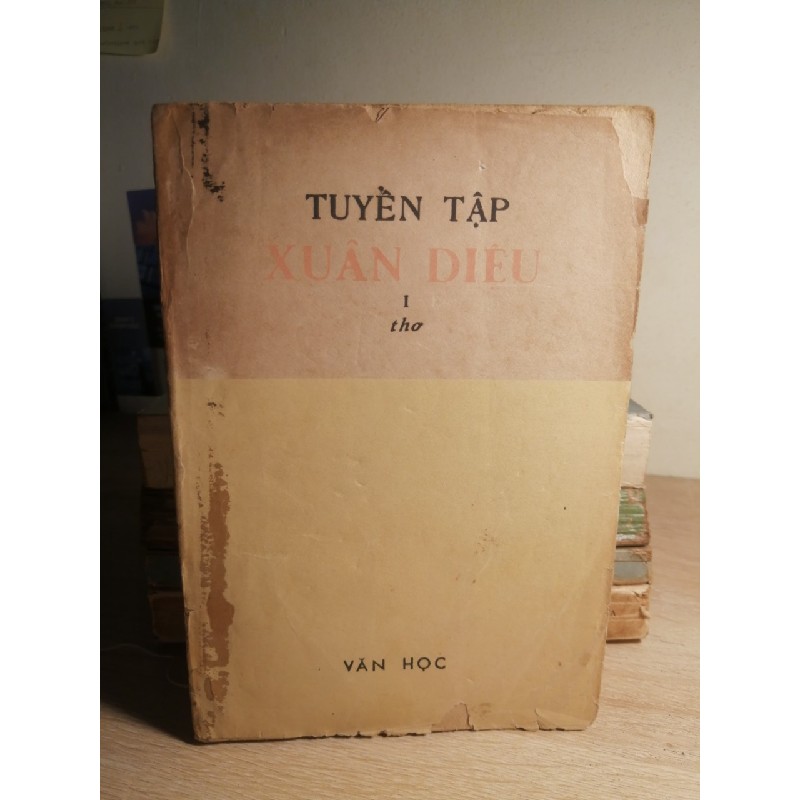 TUYỂN TẬP
XUÂN DIỆU
I
thơ
VĂN HỌC